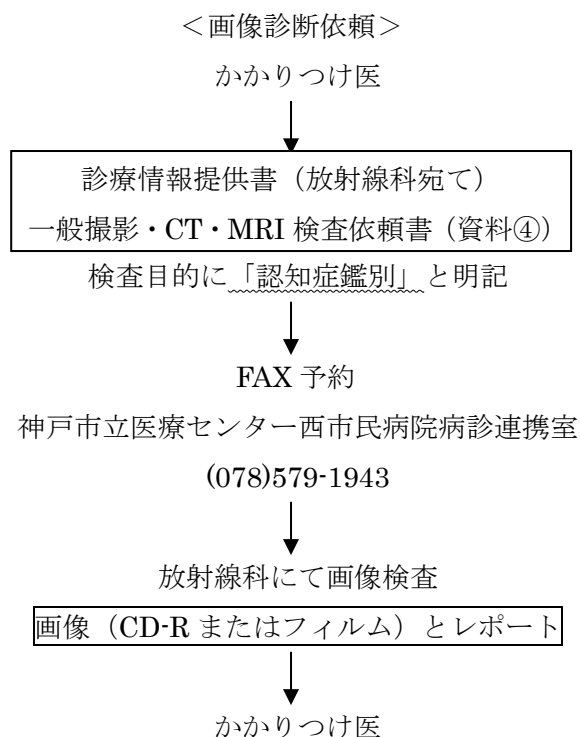 ＜画像診断依頼＞
かかりつけ医
診療情報提供書（放射線科宛て）
一般撮影・CT・MRI 検査依頼書（資料④）
検査目的に「認知症鑑別」と明記
FAX 予約
神戸市立医療センター西市民病院病診連携室
(078)579-1943
放射線科にて画像検査
画像（CD-R またはフィルム）とレポート
かかりつけ医